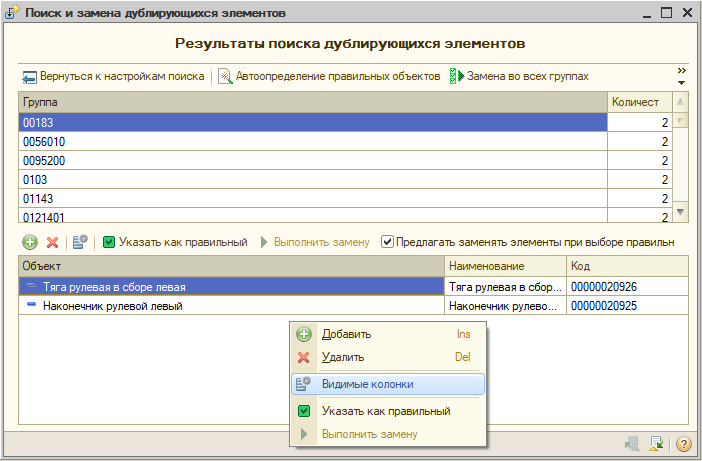 Поиск и замена дублирующихся элементов
Результаты поиска дублирующихся элементов
Вернуться к настройкам поиска Автоопределение правильных объектов Замена во всех группах
Группа Количест
00183 2
0056010 2
0095200 2
0103 2
01143 2
0121401 2
Указать как правильный Выполнить замену Предлагать заменять элементы при выборе правильн
Объект Наименование Код
Тяга рулевая в сборе левая Тяга рулевая в сбор... 00000020926
Наконечник рулевой левый Наконечник рулево... 00000020925
Добавить Ins
Удалить Del
Видимые колонки
Указать как правильный
Выполнить замену